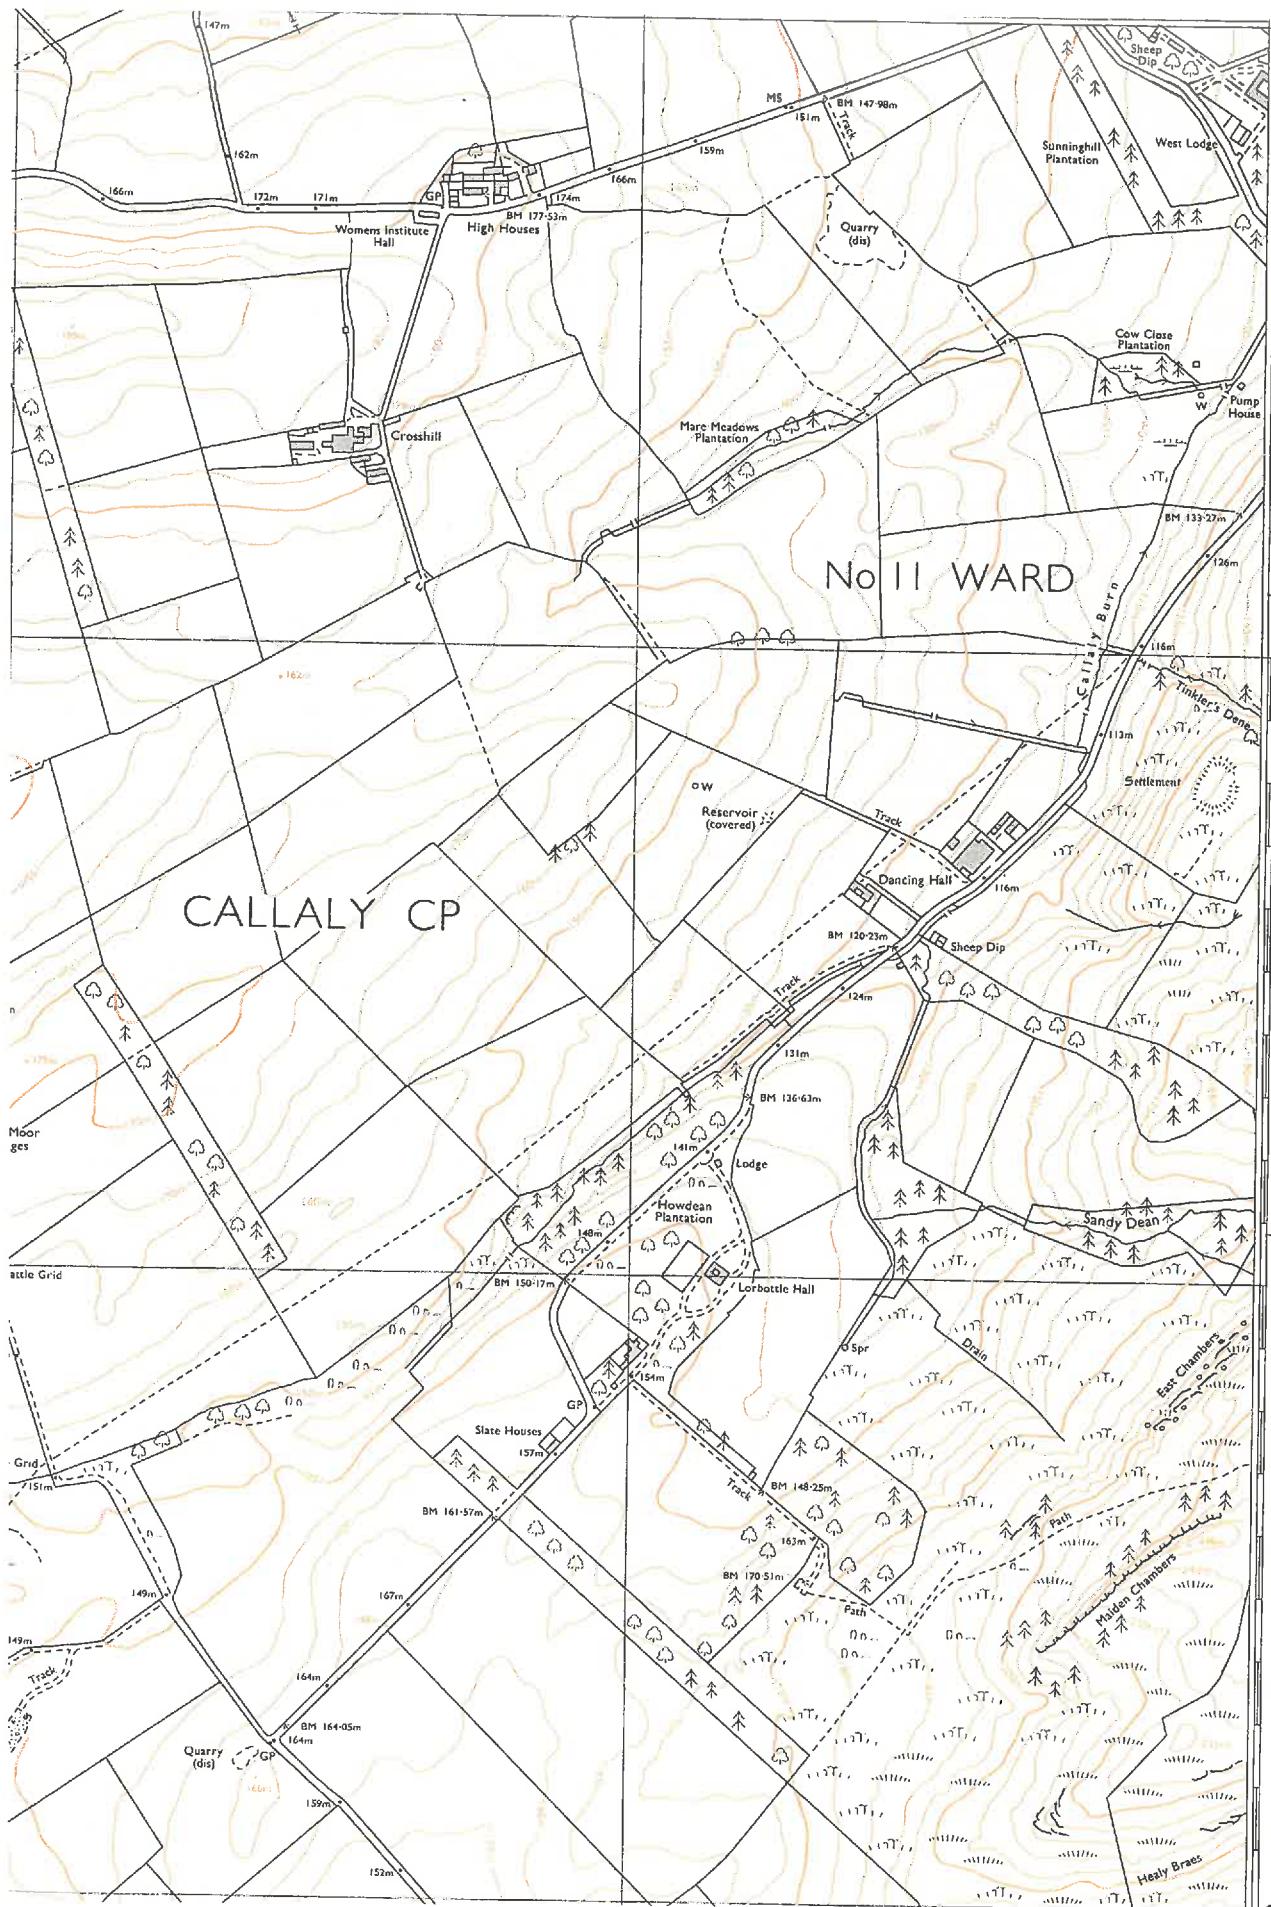 147m
Sheep
Dip
MS
BM 147·98m
151m
Track
159m
Sunninghill
Plantation
West Lodge
162m
166m
166m
172m
171m
GP
174m
BM 177·53m
Womens Institute
Hall
High Houses
Quarry
(dis)
Cow Close
Plantation
W
Pump
House
Mare Meadows
Plantation
Crosshill
BM 133·27m
126m
No 11 WARD
Callaly Burn
116m
162m
Tinkler's Dene
113m
Settlement
W
Reservoir
(covered)
Track
Dancing Hall
116m
CALLALY CP
BM 120·23m
Sheep Dip
Track
124m
131m
BM 136·63m
Moor
ges
141m
Lodge
Howdean
Plantation
Sandy Dean
148m
attle Grid
BM 150·17m
Lorbottle Hall
Spr
Drain
East Chambers
154m
GP
Slate Houses
157m
Grid
151m
Track
BM 148·25m
BM 161·57m
Path
163m
Maiden Chambers
BM 170·51m
149m
167m
Path
149m
Track
164m
BM 164·05m
164m
Quarry
(dis)
GP
166m
159m
152m
Healy Braes